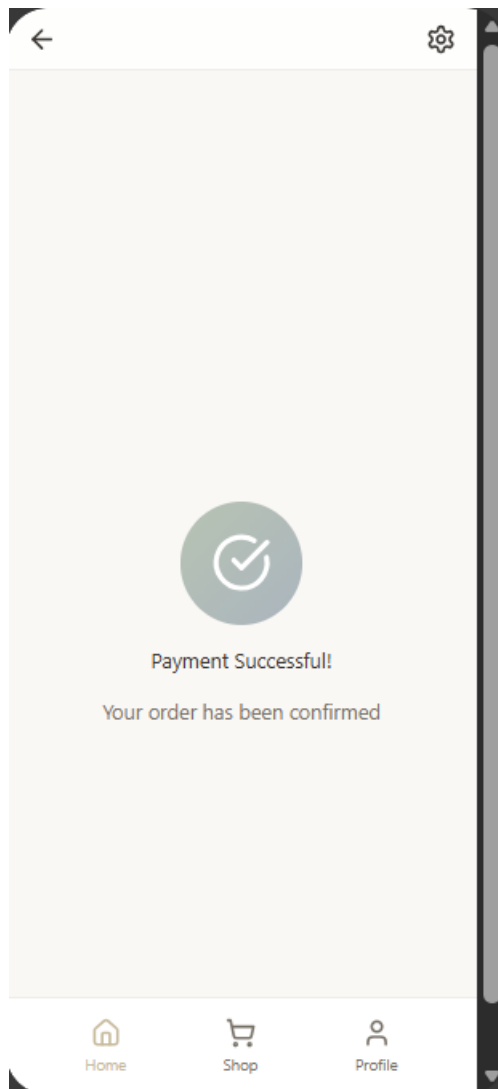 Payment Successful!
Your order has been confirmed
Home
Shop
Profile